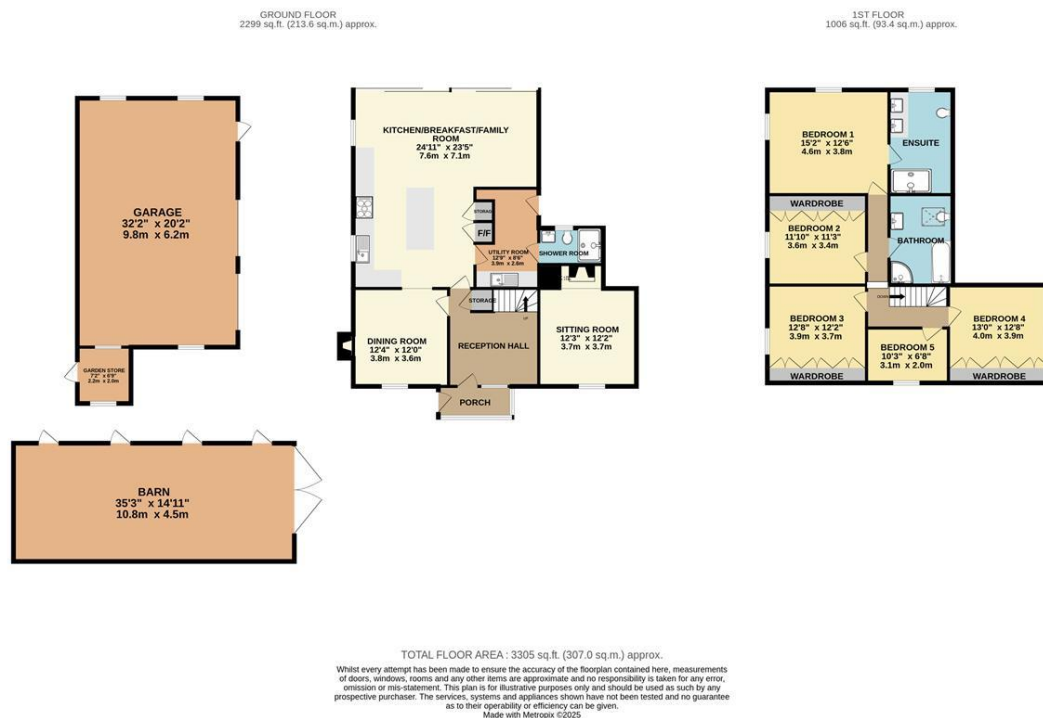 GROUND FLOOR
2299 sq.ft. (213.6 sq.m.) approx.
1ST FLOOR
1006 sq.ft. (93.4 sq.m.) approx.
GARAGE
32'2" x 20'2"
9.8m x 6.2m
GARDEN STORE
7'2" x 6'9"
2.2m x 2.0m
BARN
35'3" x 14'11"
10.8m x 4.5m
KITCHEN/BREAKFAST/FAMILY
ROOM
24'11" x 23'5"
7.6m x 7.1m
STORAGE
F/F
UTILITY ROOM
12'9" x 8'6"
3.9m x 2.6m
SHOWER ROOM
STORAGE
UP
DINING ROOM
12'4" x 12'0"
3.8m x 3.6m
RECEPTION HALL
SITTING ROOM
12'3" x 12'2"
3.7m x 3.7m
PORCH
BEDROOM 1
15'2" x 12'6"
4.6m x 3.8m
ENSUITE
WARDROBE
BEDROOM 2
11'10" x 11'3"
3.6m x 3.4m
BATHROOM
DOWN
BEDROOM 3
12'8" x 12'2"
3.9m x 3.7m
WARDROBE
BEDROOM 5
10'3" x 6'8"
3.1m x 2.0m
BEDROOM 4
13'0" x 12'8"
4.0m x 3.9m
WARDROBE
TOTAL FLOOR AREA : 3305 sq.ft. (307.0 sq.m.) approx.
Whilst every attempt has been made to ensure the accuracy of the floorplan contained here, measurements
of doors, windows, rooms and any other items are approximate and no responsibility is taken for any error,
omission or mis-statement. This plan is for illustrative purposes only and should be used as such by any
prospective purchaser. The services, systems and appliances shown have not been tested and no guarantee
as to their operability or efficiency can be given.
Made with Metropix ©2025